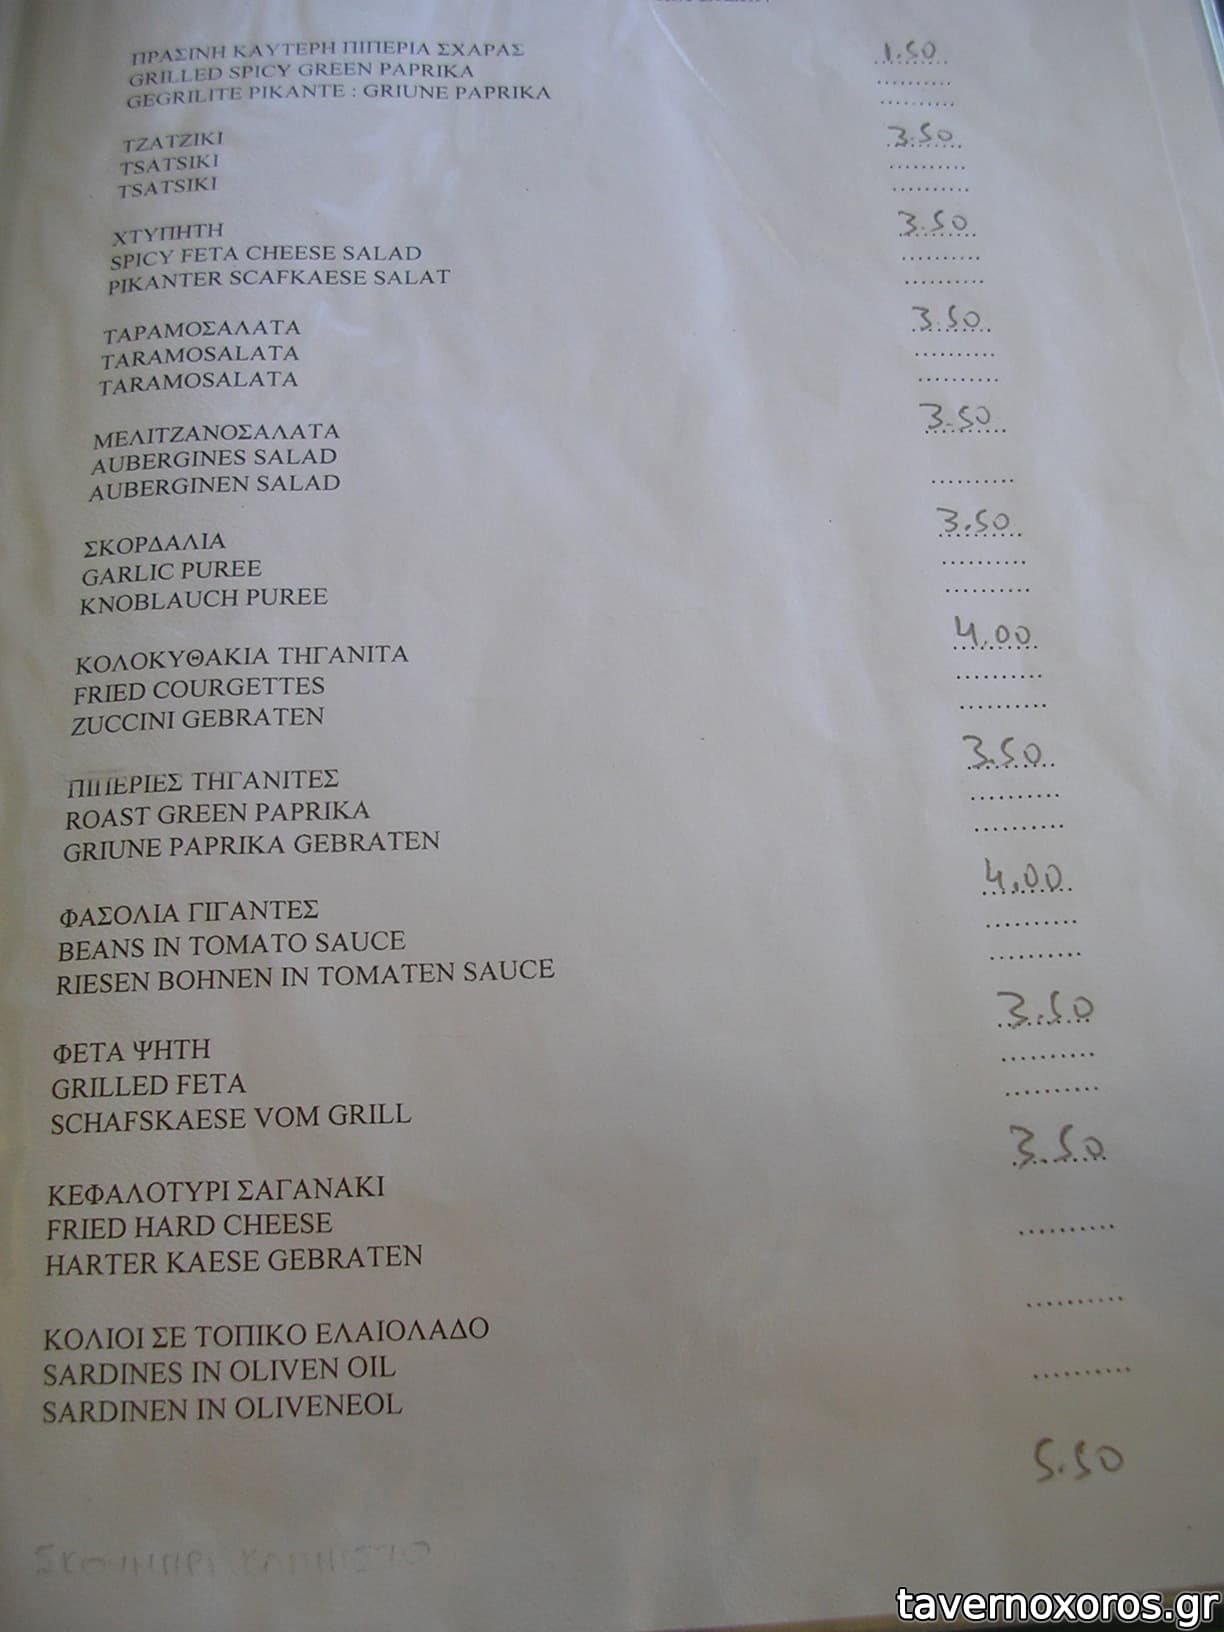 ΠΡΑΣΙΝΗ ΚΑΥΤΕΡΗ ΠΙΠΕΡΙΑ ΣΧΑΡΑΣ 1.50
GRILLED SPICY GREEN PAPRIKA ..........
GEGRILITE PIKANTE : GRIUNE PAPRIKA ..........
TZATZIKI 3.50
TSATSIKI ..........
TSATSIKI ..........
ΧΤΥΠΗΤΗ 3.50
SPICY FETA CHEESE SALAD ..........
PIKANTER SCAFKAESE SALAT ..........
ΤΑΡΑΜΟΣΑΛΑΤΑ 3.50
TARAMOSALATA ..........
TARAMOSALATA ..........
ΜΕΛΙΤΖΑΝΟΣΑΛΑΤΑ 3.50
AUBERGINES SALAD
AUBERGINEN SALAD ..........
ΣΚΟΡΔΑΛΙΑ 3.50
GARLIC PUREE ..........
KNOBLAUCH PUREE ..........
ΚΟΛΟΚΥΘΑΚΙΑ ΤΗΓΑΝΙΤΑ 4.00
FRIED COURGETTES ..........
ZUCCINI GEBRATEN ..........
ΠΙΠΕΡΙΕΣ ΤΗΓΑΝΙΤΕΣ 3.50
ROAST GREEN PAPRIKA ..........
GRIUNE PAPRIKA GEBRATEN ..........
ΦΑΣΟΛΙΑ ΓΙΓΑΝΤΕΣ 4.00
BEANS IN TOMATO SAUCE ..........
RIESEN BOHNEN IN TOMATEN SAUCE ..........
ΦΕΤΑ ΨΗΤΗ 3.50
GRILLED FETA ..........
SCHAFSKAESE VOM GRILL ..........
ΚΕΦΑΛΟΤΥΡΙ ΣΑΓΑΝΑΚΙ 3.50
FRIED HARD CHEESE ..........
HARTER KAESE GEBRATEN
ΚΟΛΙΟΙ ΣΕ ΤΟΠΙΚΟ ΕΛΑΙΟΛΑΔΟ ..........
SARDINES IN OLIVEN OIL ..........
SARDINEN IN OLIVENEOL
5.50
ΣΚΟΥΜΠΡΙ ΚΑΠΝΙΣΤΟ
tavernoxoros.gr